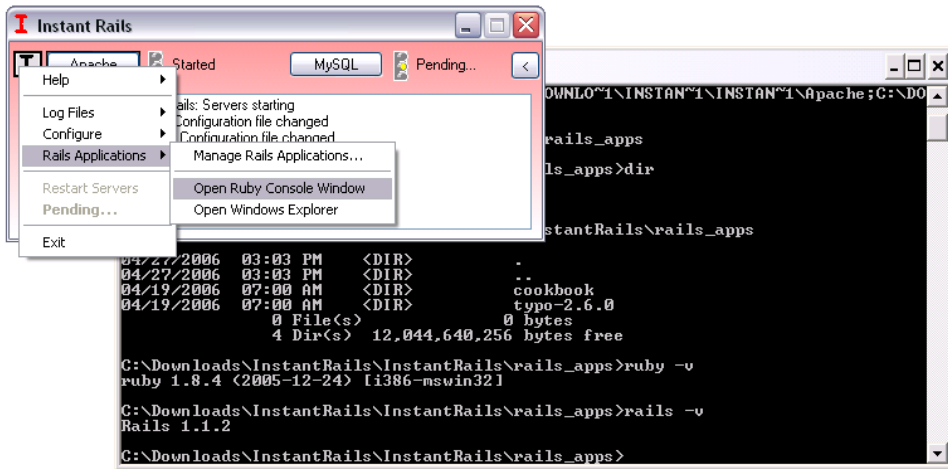 Instant Rails
Apache Started MySQL Pending... <
Help
ails: Servers starting
Log Files
Configuration file changed
Configure
Configuration file changed
Rails Applications
Manage Rails Applications...
Restart Servers
Open Ruby Console Window
Pending...
Open Windows Explorer
Exit
OWNLO~1\INSTAN~1\INSTAN~1\Apache;C:\DO
rails_apps
ls_apps>dir
stantRails\rails_apps
04/27/2006 03:03 PM <DIR> .
04/27/2006 03:03 PM <DIR> ..
04/19/2006 07:00 AM <DIR> cookbook
04/19/2006 07:00 AM <DIR> typo-2.6.0
0 File(s) 0 bytes
4 Dir(s) 12,044,640,256 bytes free
C:\Downloads\InstantRails\InstantRails\rails_apps>ruby -v
ruby 1.8.4 (2005-12-24) [i386-mswin32]
C:\Downloads\InstantRails\InstantRails\rails_apps>rails -v
Rails 1.1.2
C:\Downloads\InstantRails\InstantRails\rails_apps>